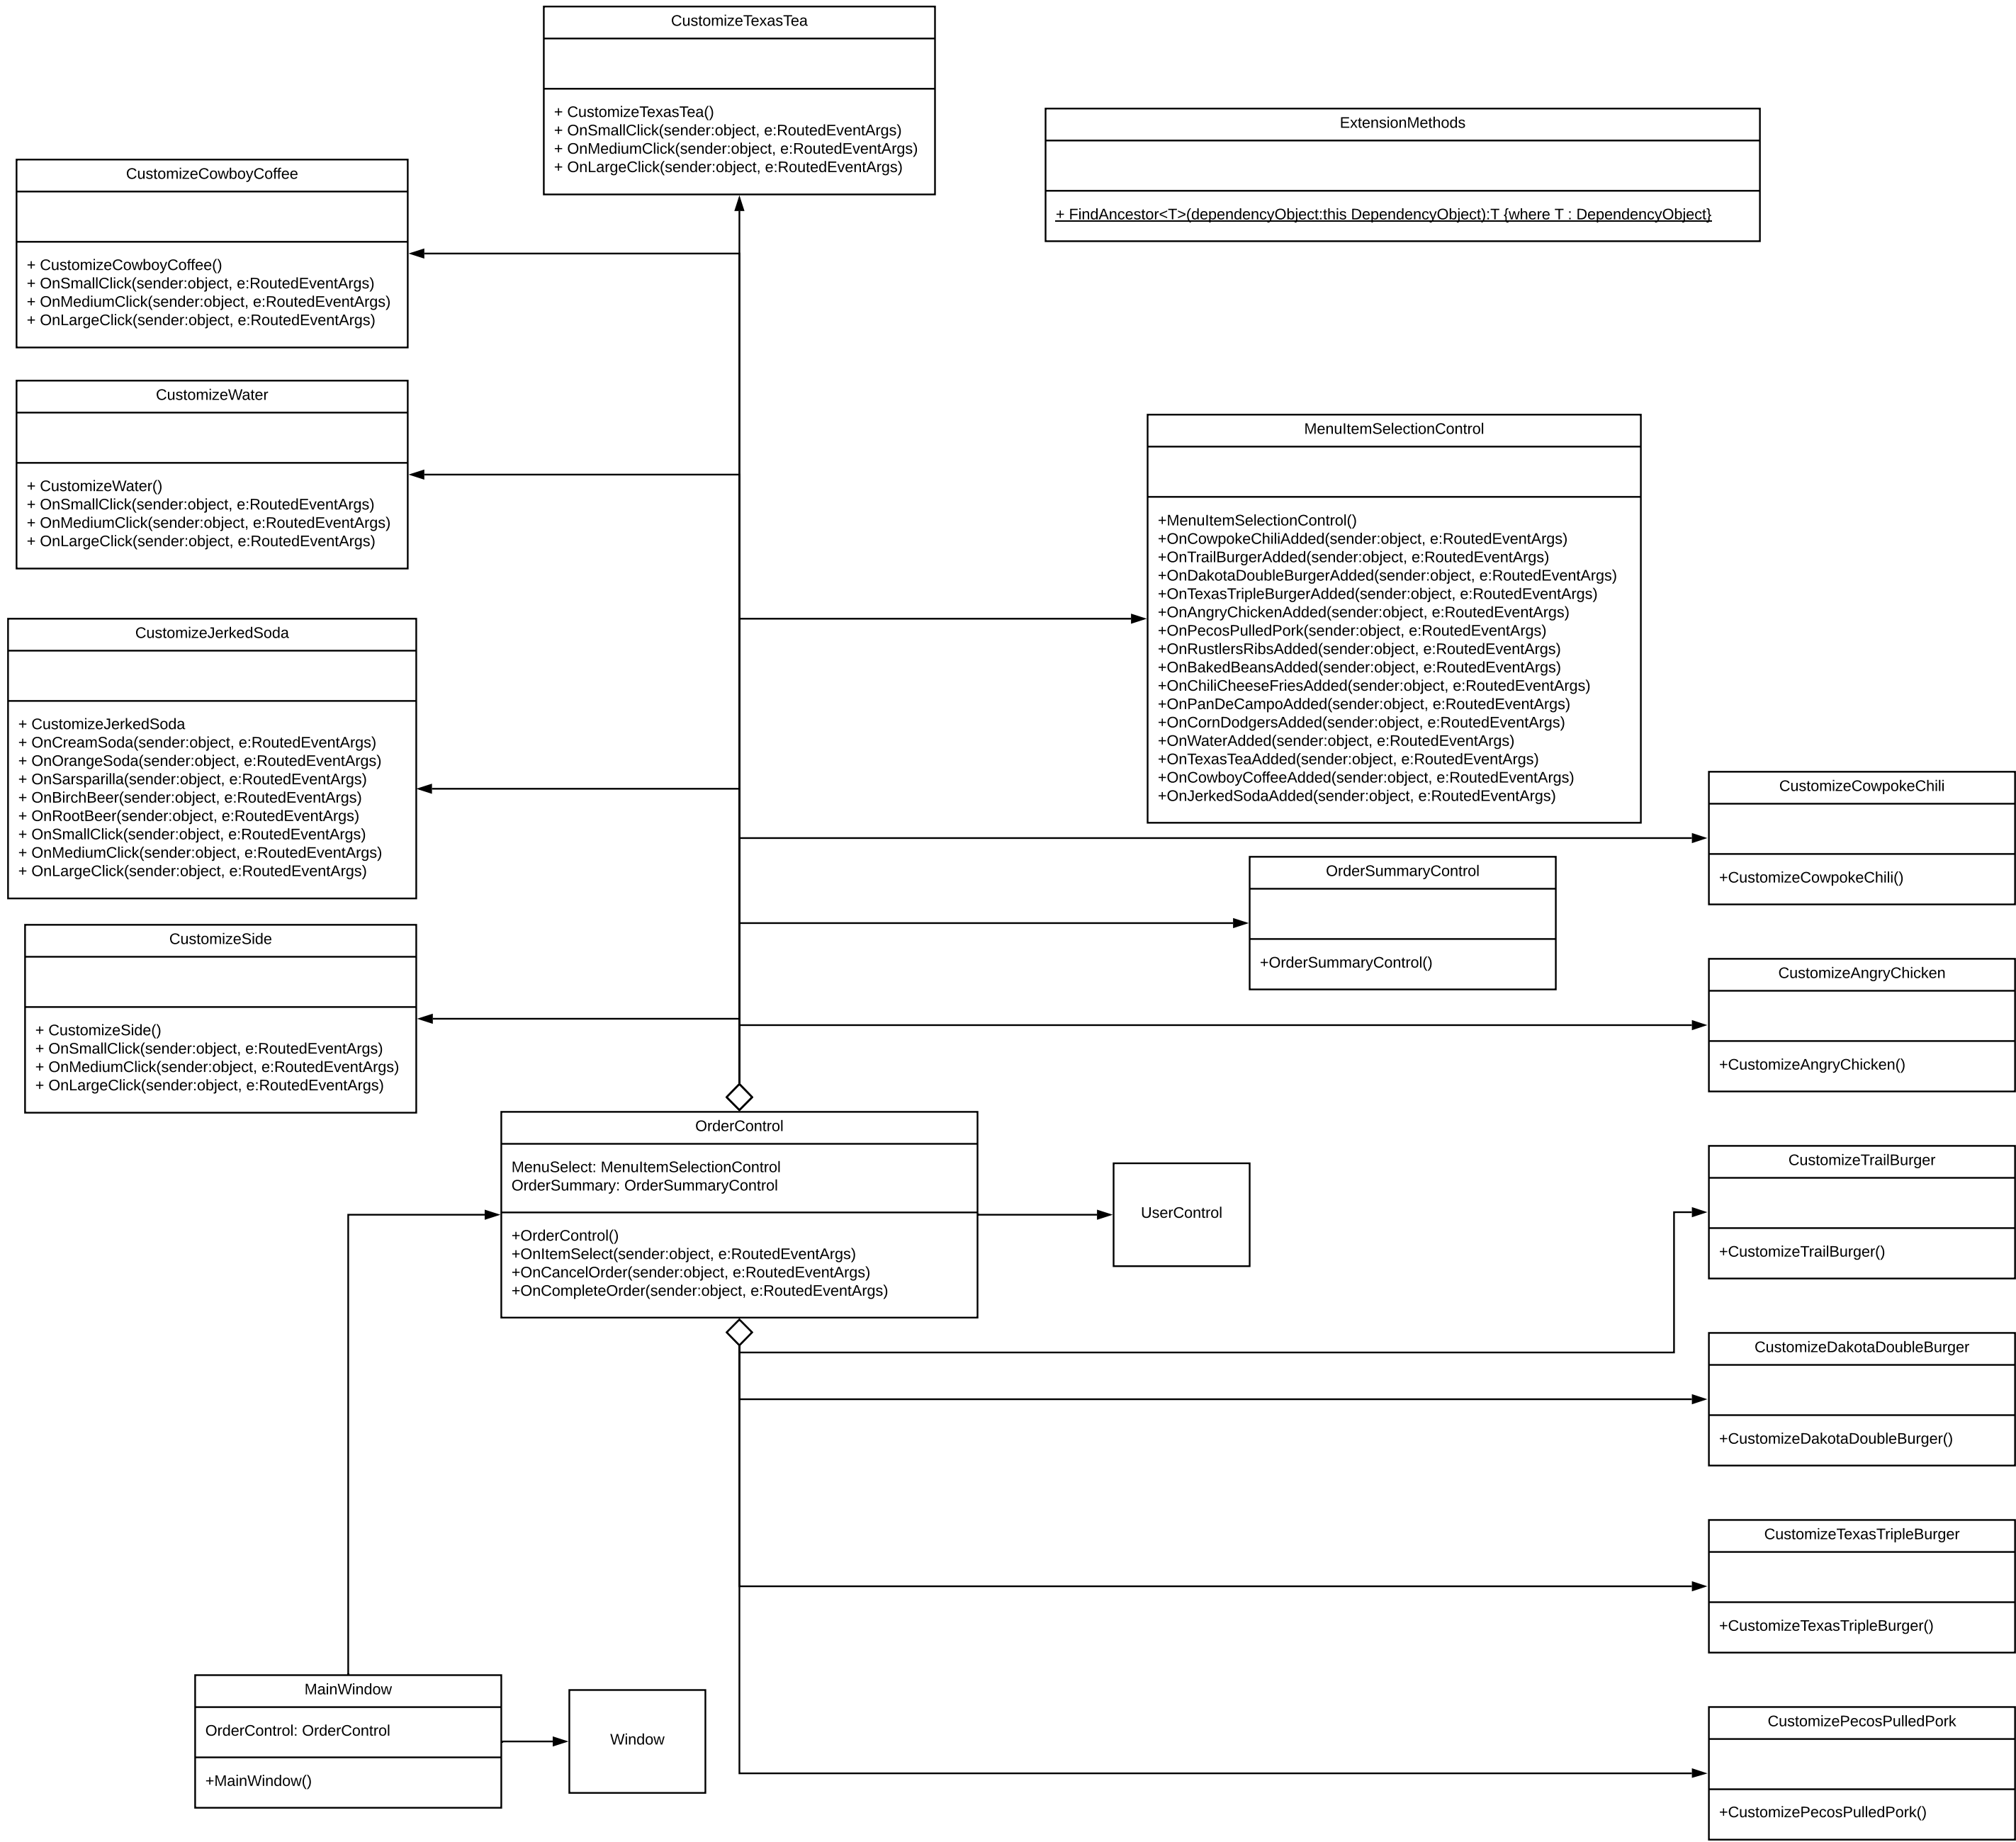 CustomizeTexasTea
+ CustomizeTexasTea()
+ OnSmallClick(sender:object, e:RoutedEventArgs)
+ OnMediumClick(sender:object, e:RoutedEventArgs)
+ OnLargeClick(sender:object, e:RoutedEventArgs)
ExtensionMethods
+ FindAncestor<T>(dependencyObject:this DependencyObject):T {where T : DependencyObject}
CustomizeCowboyCoffee
+ CustomizeCowboyCoffee()
+ OnSmallClick(sender:object, e:RoutedEventArgs)
+ OnMediumClick(sender:object, e:RoutedEventArgs)
+ OnLargeClick(sender:object, e:RoutedEventArgs)
CustomizeWater
+ CustomizeWater()
+ OnSmallClick(sender:object, e:RoutedEventArgs)
+ OnMediumClick(sender:object, e:RoutedEventArgs)
+ OnLargeClick(sender:object, e:RoutedEventArgs)
MenuItemSelectionControl
+MenuItemSelectionControl()
+OnCowpokeChiliAdded(sender:object, e:RoutedEventArgs)
+OnTrailBurgerAdded(sender:object, e:RoutedEventArgs)
+OnDakotaDoubleBurgerAdded(sender:object, e:RoutedEventArgs)
+OnTexasTripleBurgerAdded(sender:object, e:RoutedEventArgs)
+OnAngryChickenAdded(sender:object, e:RoutedEventArgs)
+OnPecosPulledPork(sender:object, e:RoutedEventArgs)
+OnRustlersRibsAdded(sender:object, e:RoutedEventArgs)
+OnBakedBeansAdded(sender:object, e:RoutedEventArgs)
+OnChiliCheeseFriesAdded(sender:object, e:RoutedEventArgs)
+OnPanDeCampoAdded(sender:object, e:RoutedEventArgs)
+OnCornDodgersAdded(sender:object, e:RoutedEventArgs)
+OnWaterAdded(sender:object, e:RoutedEventArgs)
+OnTexasTeaAdded(sender:object, e:RoutedEventArgs)
+OnCowboyCoffeeAdded(sender:object, e:RoutedEventArgs)
+OnJerkedSodaAdded(sender:object, e:RoutedEventArgs)
CustomizeJerkedSoda
+ CustomizeJerkedSoda
+ OnCreamSoda(sender:object, e:RoutedEventArgs)
+ OnOrangeSoda(sender:object, e:RoutedEventArgs)
+ OnSarsparilla(sender:object, e:RoutedEventArgs)
+ OnBirchBeer(sender:object, e:RoutedEventArgs)
+ OnRootBeer(sender:object, e:RoutedEventArgs)
+ OnSmallClick(sender:object, e:RoutedEventArgs)
+ OnMediumClick(sender:object, e:RoutedEventArgs)
+ OnLargeClick(sender:object, e:RoutedEventArgs)
CustomizeCowpokeChili
+CustomizeCowpokeChili()
OrderSummaryControl
+OrderSummaryControl()
CustomizeSide
+ CustomizeSide()
+ OnSmallClick(sender:object, e:RoutedEventArgs)
+ OnMediumClick(sender:object, e:RoutedEventArgs)
+ OnLargeClick(sender:object, e:RoutedEventArgs)
CustomizeAngryChicken
+CustomizeAngryChicken()
OrderControl
MenuSelect: MenuItemSelectionControl
OrderSummary: OrderSummaryControl
+OrderControl()
+OnItemSelect(sender:object, e:RoutedEventArgs)
+OnCancelOrder(sender:object, e:RoutedEventArgs)
+OnCompleteOrder(sender:object, e:RoutedEventArgs)
UserControl
CustomizeTrailBurger
+CustomizeTrailBurger()
CustomizeDakotaDoubleBurger
+CustomizeDakotaDoubleBurger()
CustomizeTexasTripleBurger
+CustomizeTexasTripleBurger()
MainWindow
OrderControl: OrderControl
+MainWindow()
Window
CustomizePecosPulledPork
+CustomizePecosPulledPork()